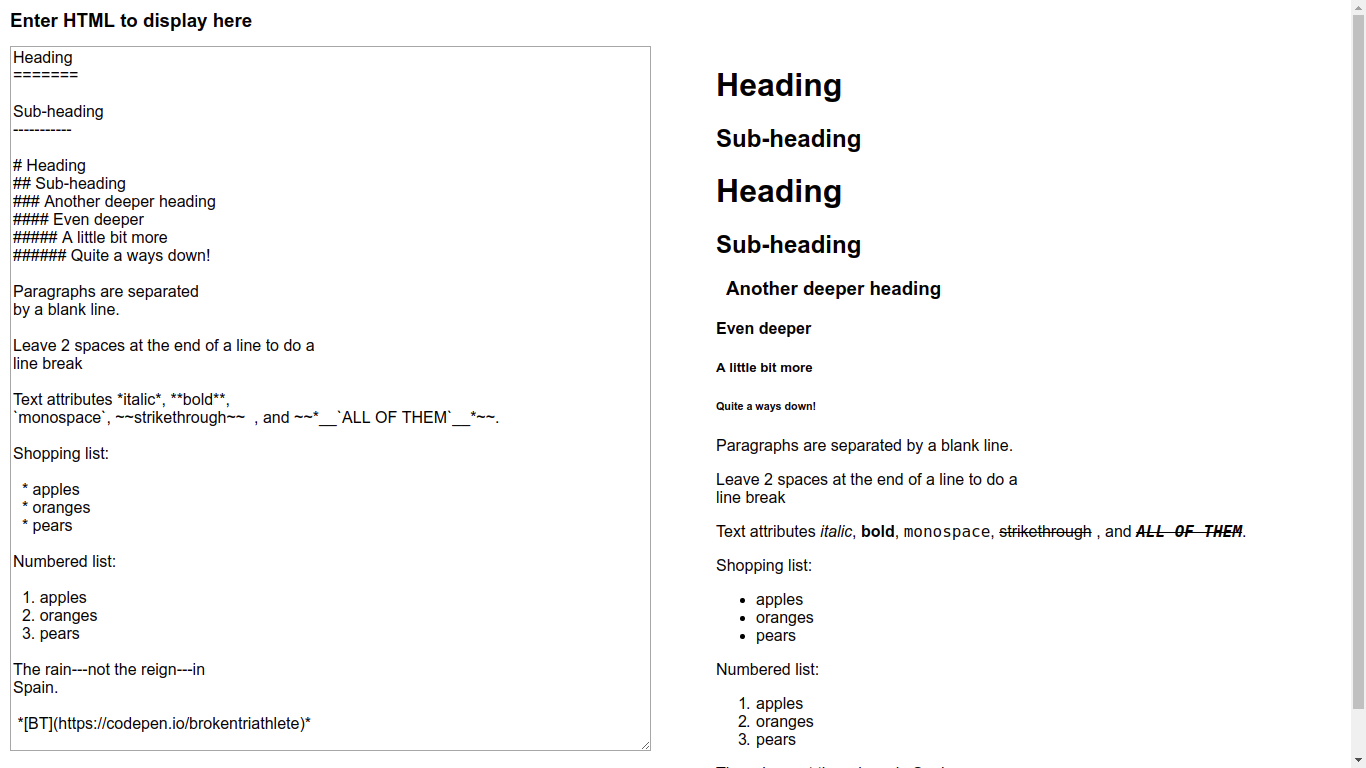 Enter HTML to display here
Heading
=======
Sub-heading
-----------
# Heading
## Sub-heading
### Another deeper heading
#### Even deeper
##### A little bit more
###### Quite a ways down!
Paragraphs are separated
by a blank line.
Leave 2 spaces at the end of a line to do a
line break
Text attributes *italic*, **bold**,
`monospace`, ~~strikethrough~~  , and ~~*__`ALL OF THEM`__*~~.
Shopping list:
* apples
* oranges
* pears
Numbered list:
1. apples
2. oranges
3. pears
The rain---not the reign---in
Spain.
*[BT](https://codepen.io/brokentriathlete)*
Heading
Sub-heading
Heading
Sub-heading
Another deeper heading
Even deeper
A little bit more
Quite a ways down!
Paragraphs are separated by a blank line.
Leave 2 spaces at the end of a line to do a
line break
Text attributes italic, bold, monospace, strikethrough , and ALL OF THEM.
Shopping list:
• apples
• oranges
• pears
Numbered list:
1. apples
2. oranges
3. pears